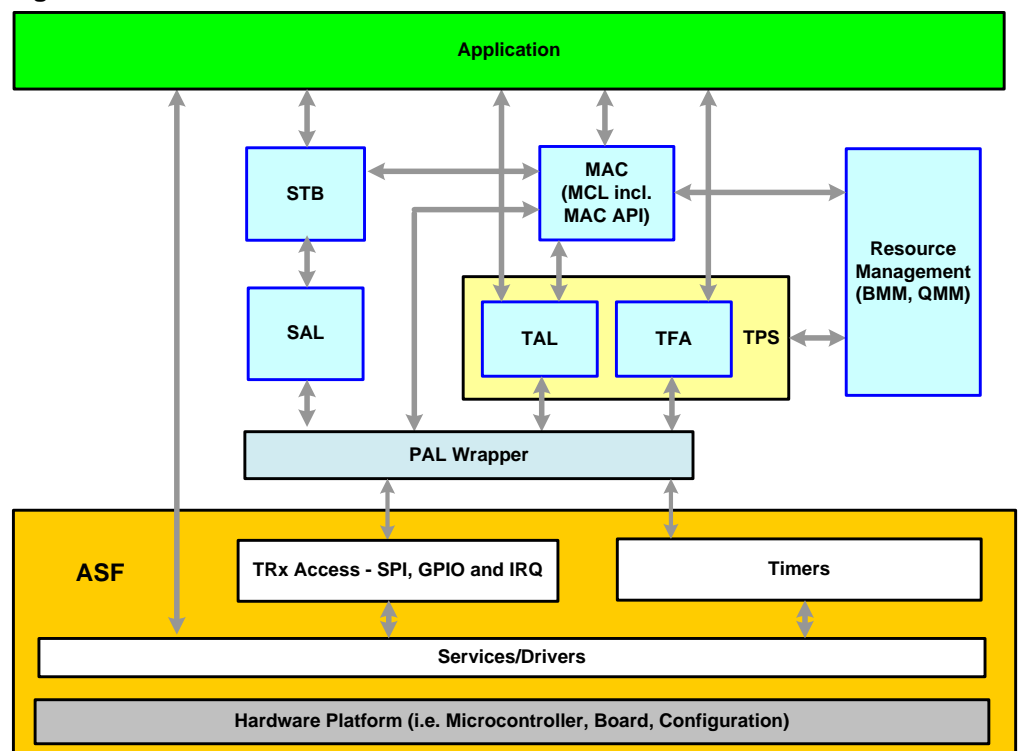 Application
STB
MAC
(MCL incl.
MAC API)
Resource
Management
(BMM, QMM)
SAL
TAL
TFA
TPS
PAL Wrapper
ASF
TRx Access - SPI, GPIO and IRQ
Timers
Services/Drivers
Hardware Platform (i.e. Microcontroller, Board, Configuration)